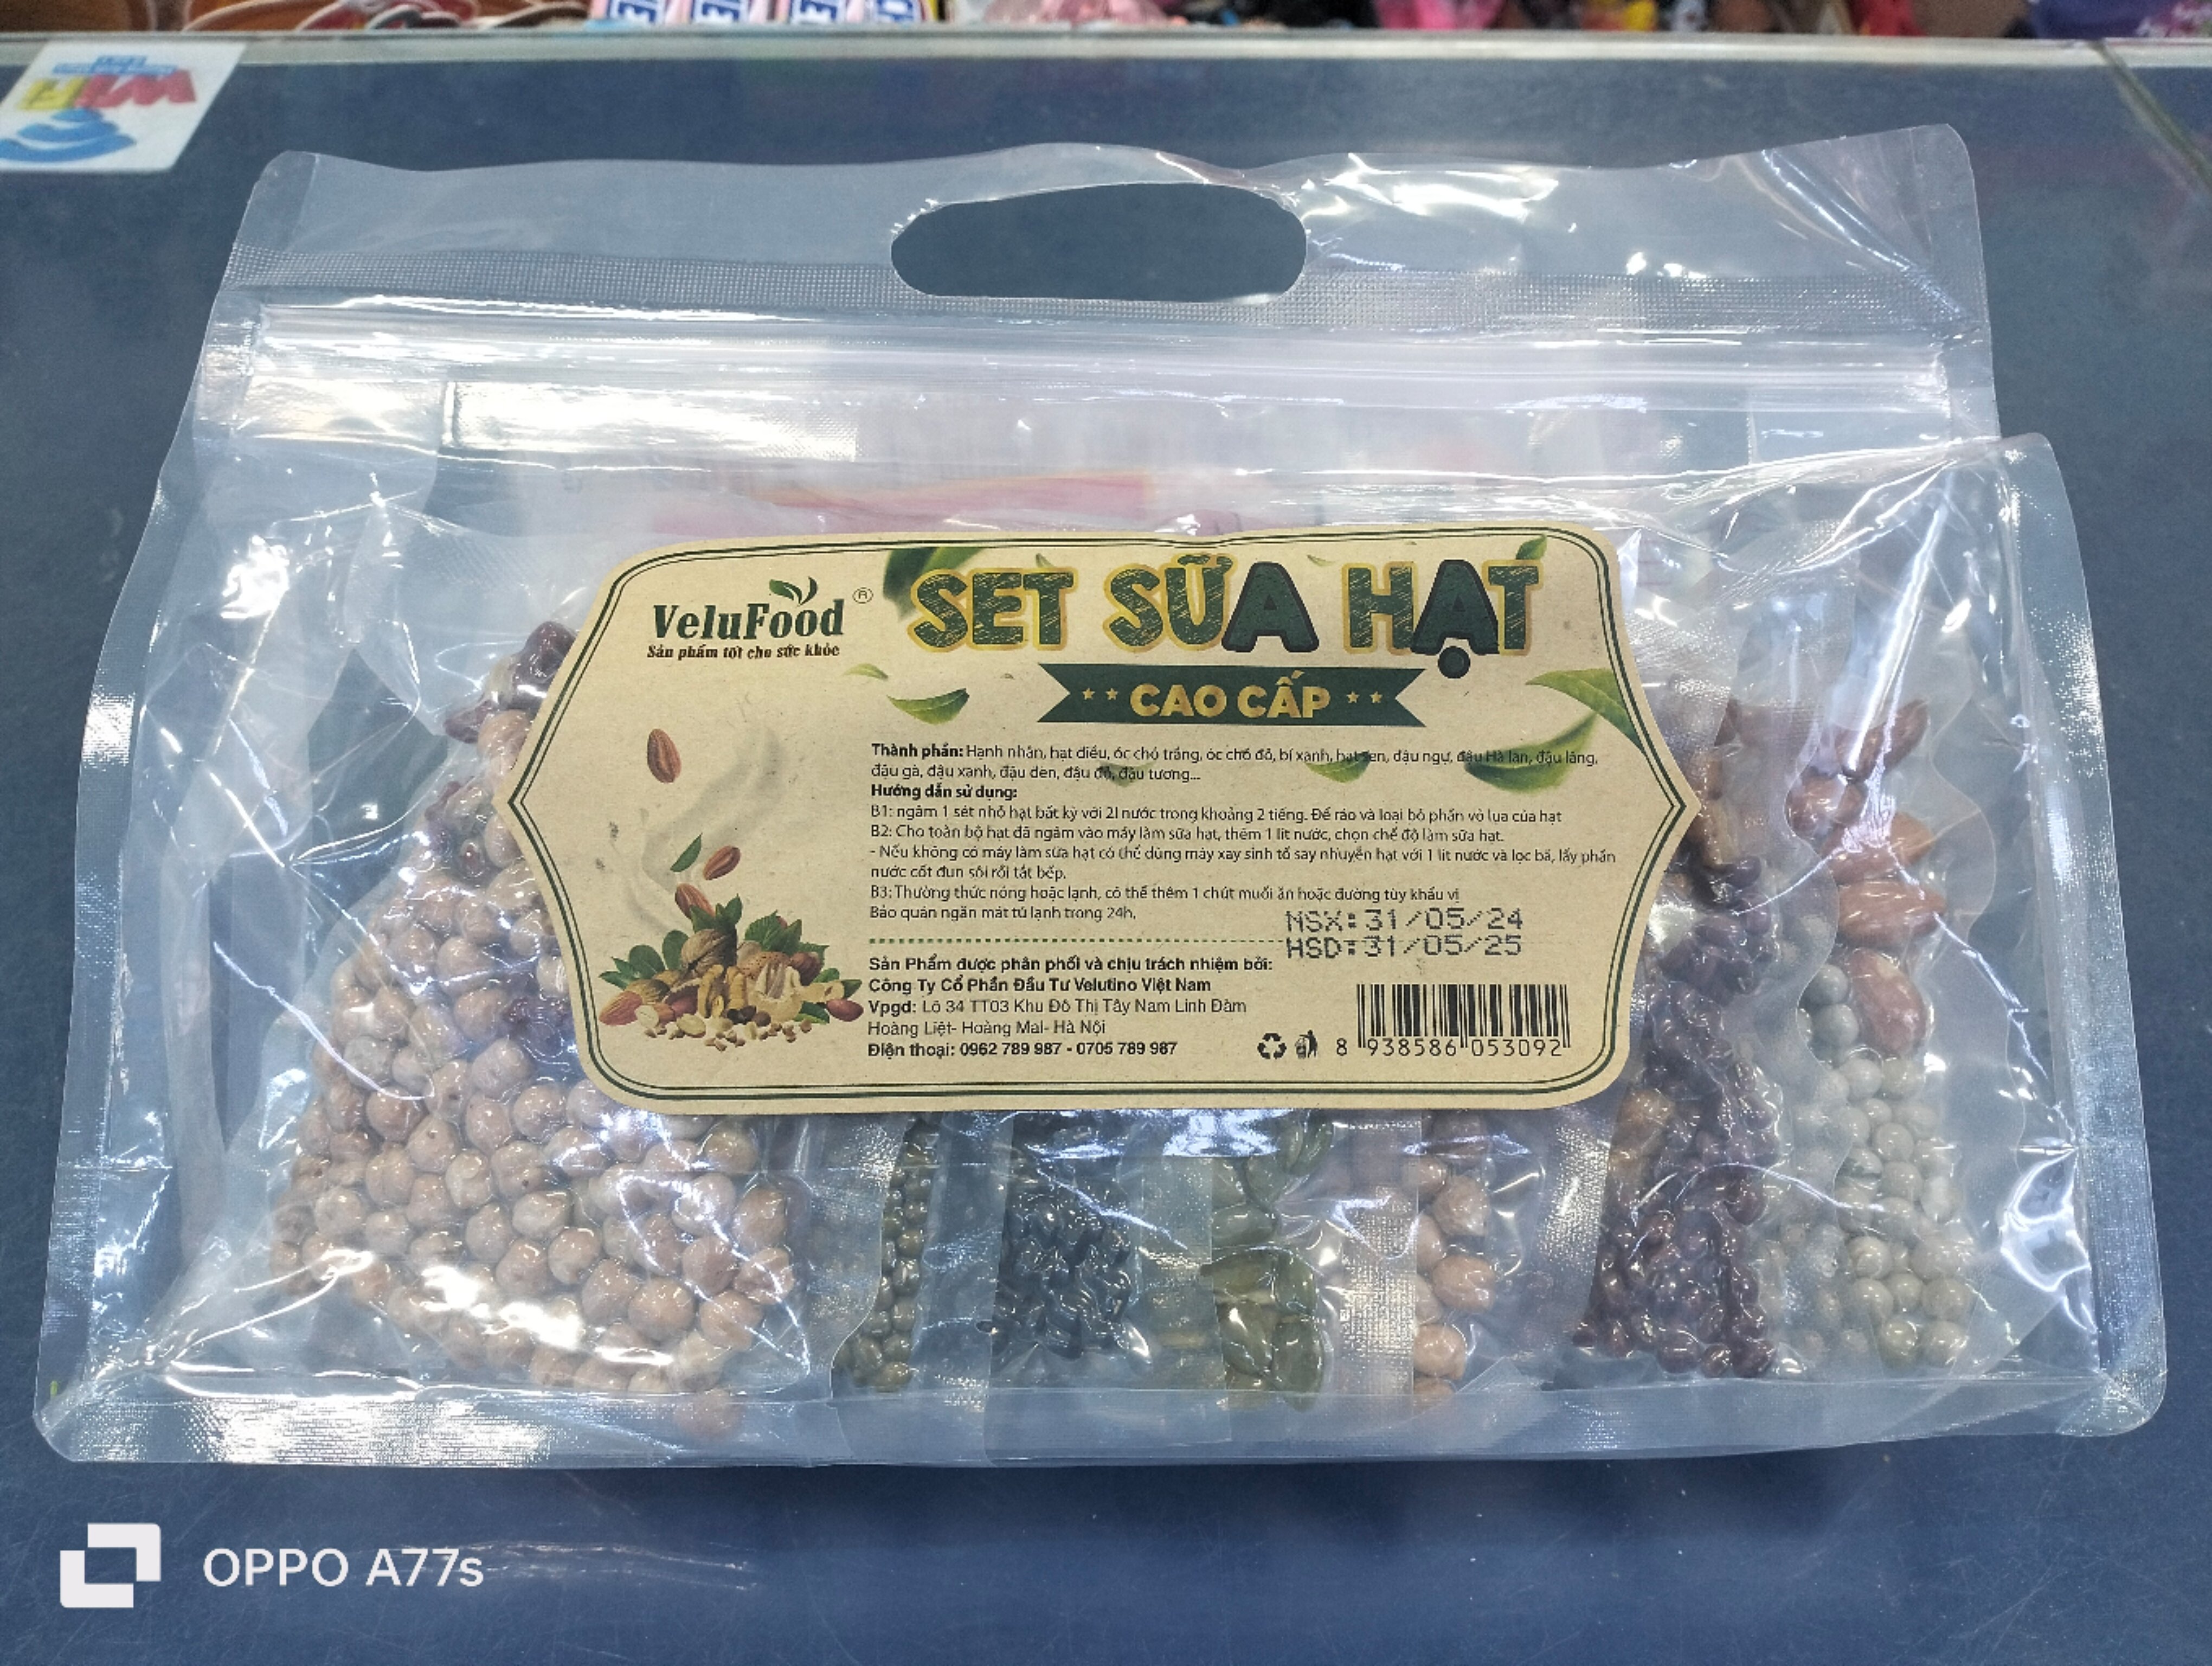 WiFi
VeluFood ®
Sản phẩm tốt cho sức khỏe
SET SỮA HẠT
CAO CẤP
Thành phần: Hạnh nhân, hạt điều, óc chó trắng, óc chó đỏ, bí xanh, hạt sen, đậu ngự, đậu Hà lan, đậu lăng,
đậu gà, đậu xanh, đậu đen, đậu đỏ, đậu tương...
Hướng dẫn sử dụng:
B1: ngâm 1 sét nhỏ hạt bất kỳ với 2l nước trong khoảng 2 tiếng. Để ráo và loại bỏ phần vỏ lụa của hạt
B2: Cho toàn bộ hạt đã ngâm vào máy làm sữa hạt, thêm 1 lít nước, chọn chế độ làm sữa hạt.
- Nếu không có máy làm sữa hạt có thể dùng máy xay sinh tố say nhuyễn hạt với 1 lit nước và lọc bã, lấy phần
nước cốt đun sôi rồi tắt bếp.
B3: Thường thức nóng hoặc lạnh, có thể thêm 1 chút muối ăn hoặc đường tùy khẩu vị
Bảo quản ngăn mát tủ lạnh trong 24h.
NSX: 31/05/24
HSD: 31/05/25
Sản Phẩm được phân phối và chịu trách nhiệm bởi:
Công Ty Cổ Phần Đầu Tư Velutino Việt Nam
Vpgd: Lô 34 TT03 Khu Đô Thị Tây Nam Linh Đàm
Hoàng Liệt- Hoàng Mai- Hà Nội
Điện thoại: 0962 789 987 - 0705 789 987
8 938586 053092
OPPO A77s